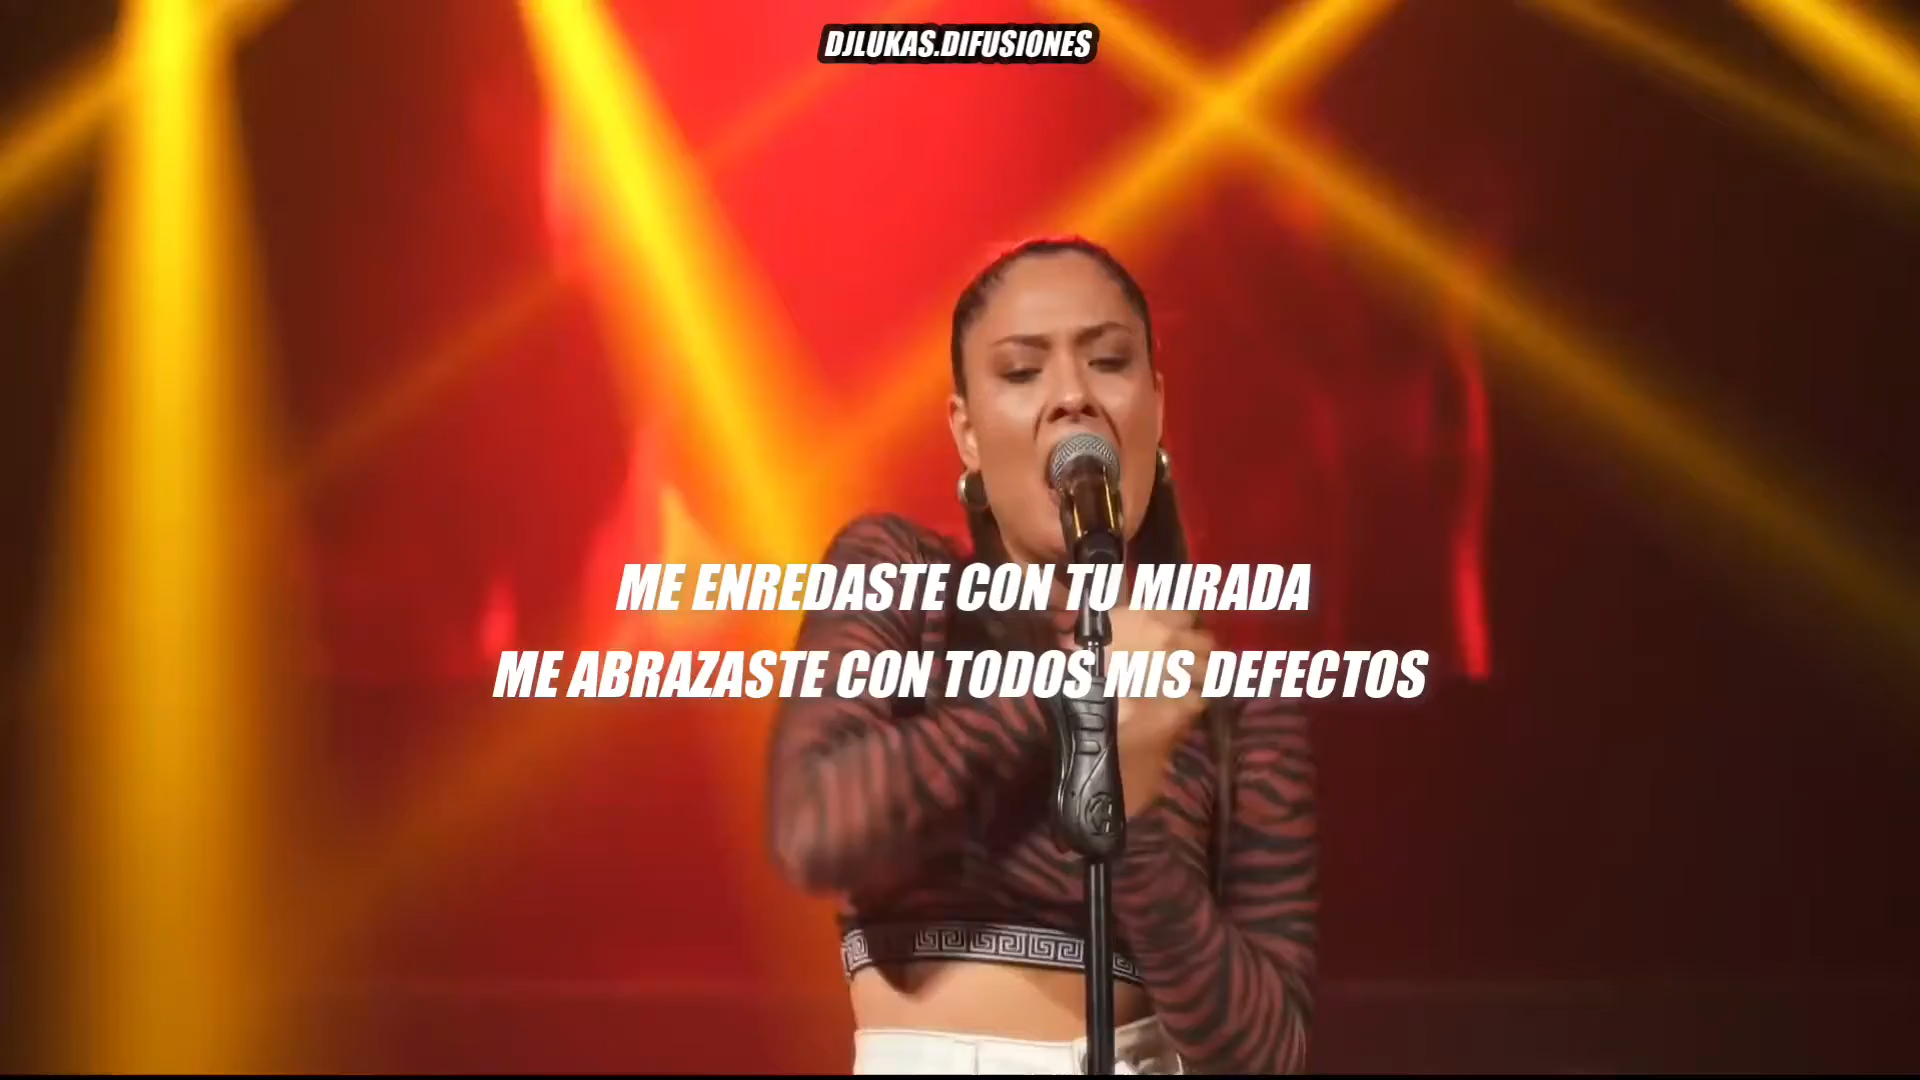 DJLUKAS.DIFUSIONES
ME ENREDASTE CON TU MIRADA
ME ABRAZASTE CON TODOS MIS DEFECTOS